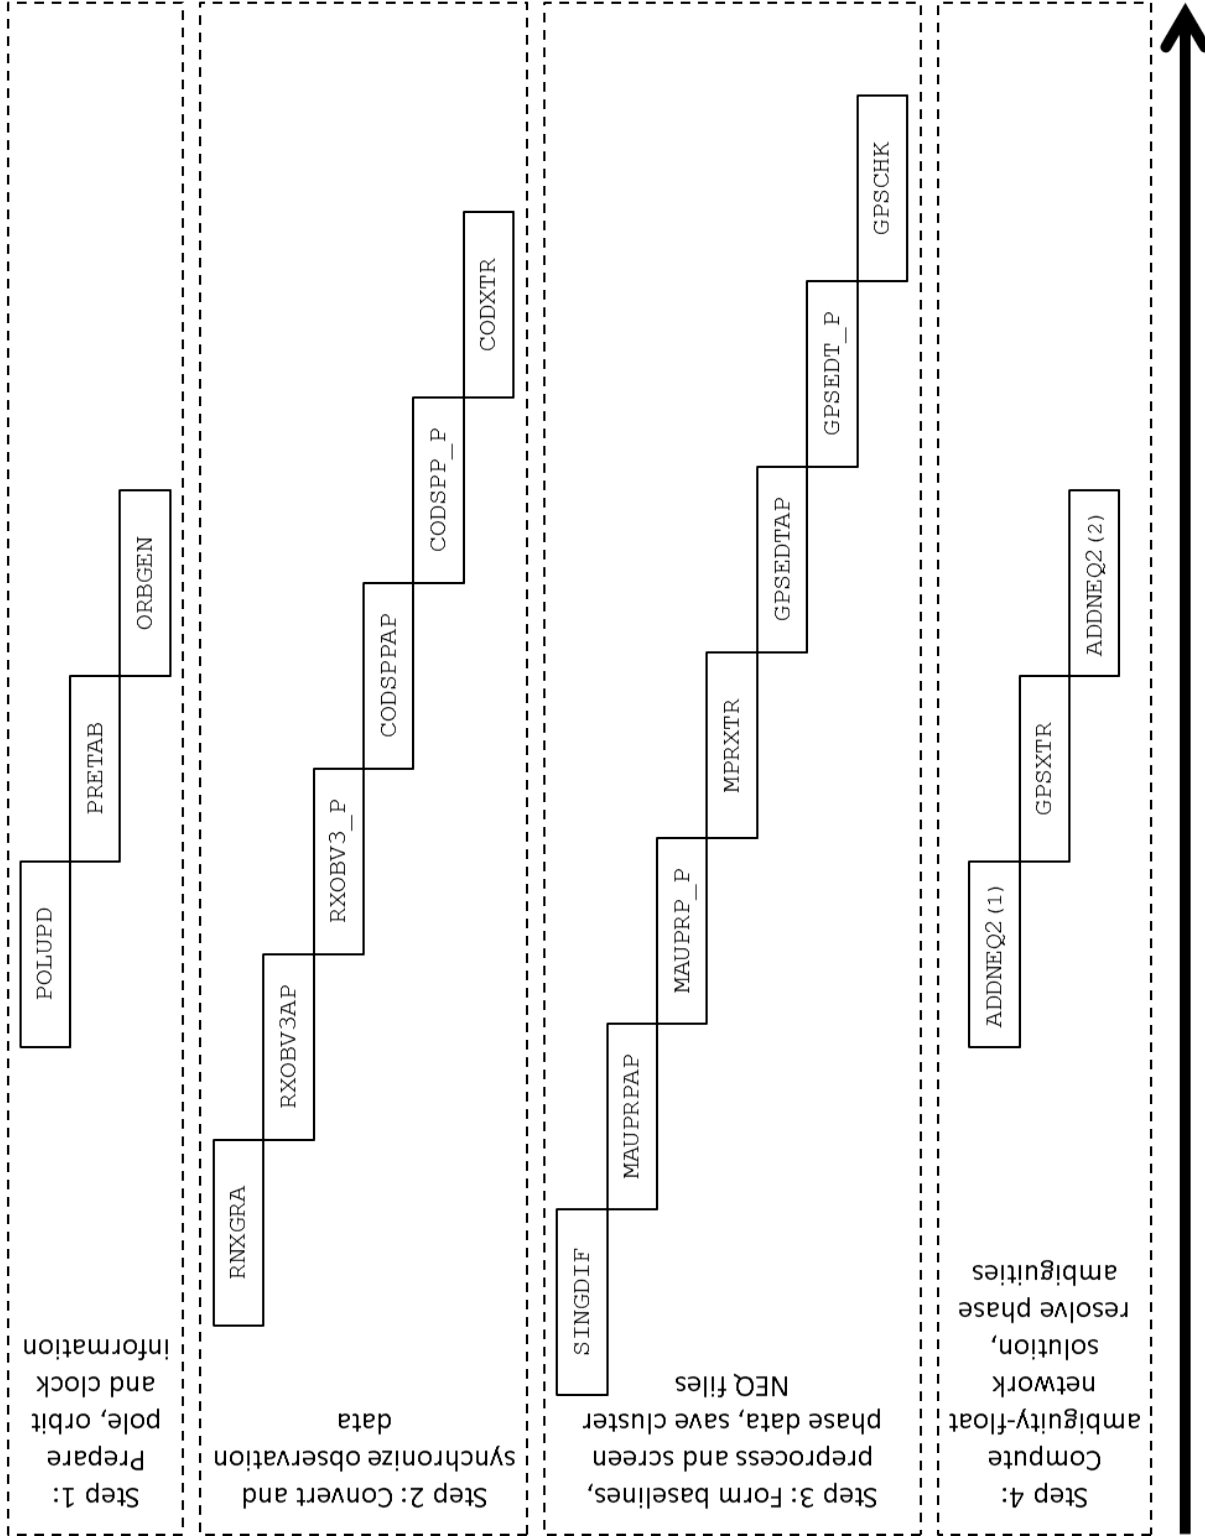 Step 1:
Prepare
pole, orbit
and clock
information
POLUPD
PRETAB
ORBGEN
Step 2: Convert and
synchronize observation
data
RNXGRA
RXOBV3AP
RXOBV3_P
CODSPPAP
CODSPP_P
CODXTR
Step 3: Form baselines,
preprocess and screen
phase data, save cluster
NEQ files
SINGDIF
MAUPRPAP
MAUPRP_P
MPRXTR
GPSEDTAP
GPSEDT_P
GPSCHK
Step 4:
Compute
ambiguity-float
network
solution,
resolve phase
ambiguities
ADDNEQ2(1)
GPSXTR
ADDNEQ2(2)